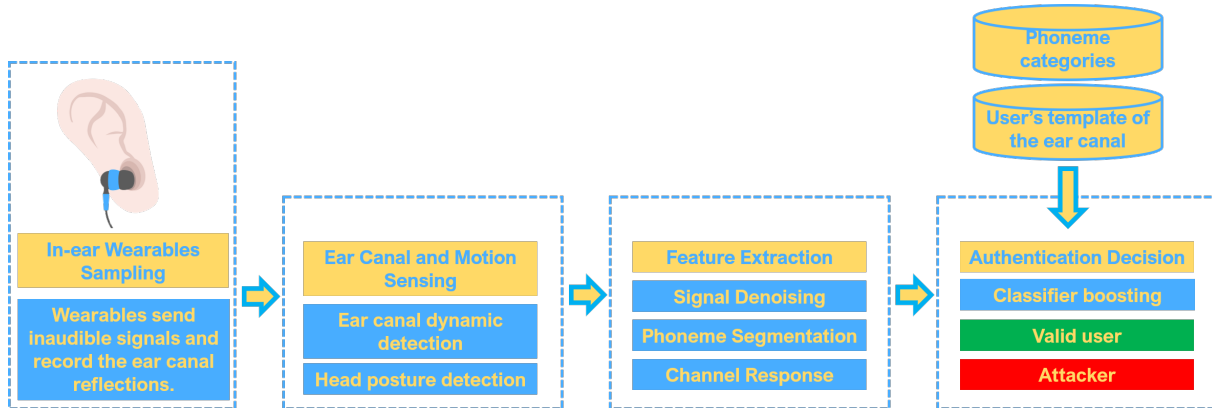 Phoneme
categories
User's template of
the ear canal
In-ear Wearables
Sampling
Wearables send
inaudible signals and
record the ear canal
reflections.
Ear Canal and Motion
Sensing
Ear canal dynamic
detection
Head posture detection
Feature Extraction
Signal Denoising
Phoneme Segmentation
Channel Response
Authentication Decision
Classifier boosting
Valid user
Attacker